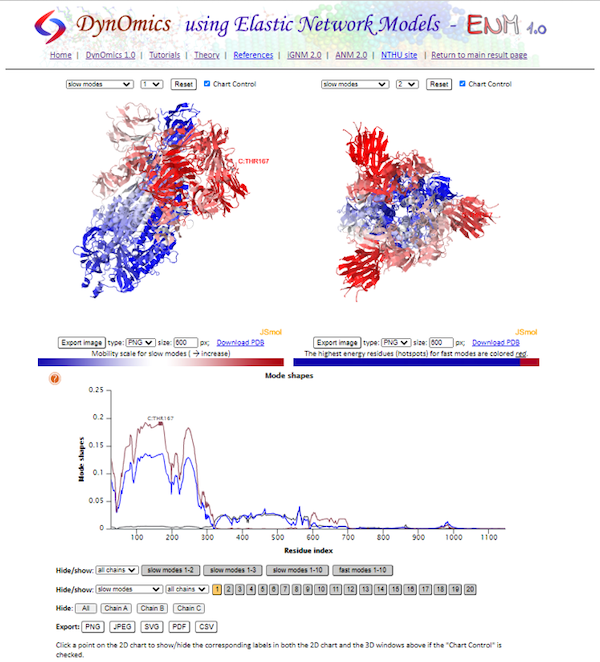 DynOmics using Elastic Network Models - ENM 1.0
Home | DynOmics 1.0 | Tutorials | Theory | References | iGNM 2.0 | ANM 2.0 | NTHU site | Return to main result page
slow modes 1 Reset Chart Control slow modes 2 Reset Chart Control
C:THR167
JSmol JSmol
Export image type: PNG size: 600 px; Download PDB Export image type: PNG size: 600 px; Download PDB
Mobility scale for slow modes ( → increase) The highest energy residues (hotspots) for fast modes are colored red.
Mode shapes
0.25
C:THR167
0.2
0.15
Mode shapes
0.1
0.05
0
100 200 300 400 500 600 700 800 900 1000 1100
Residue index
Hide/show: all chains slow modes 1-2 slow modes 1-3 slow modes 1-10 fast modes 1-10
Hide/show: slow modes all chains 1 2 3 4 5 6 7 8 9 10 11 12 13 14 15 16 17 18 19 20
Hide: All Chain A Chain B Chain C
Export: PNG JPEG SVG PDF CSV
Click a point on the 2D chart to show/hide the corresponding labels in both the 2D chart and the 3D windows above if the "Chart Control" is
checked.